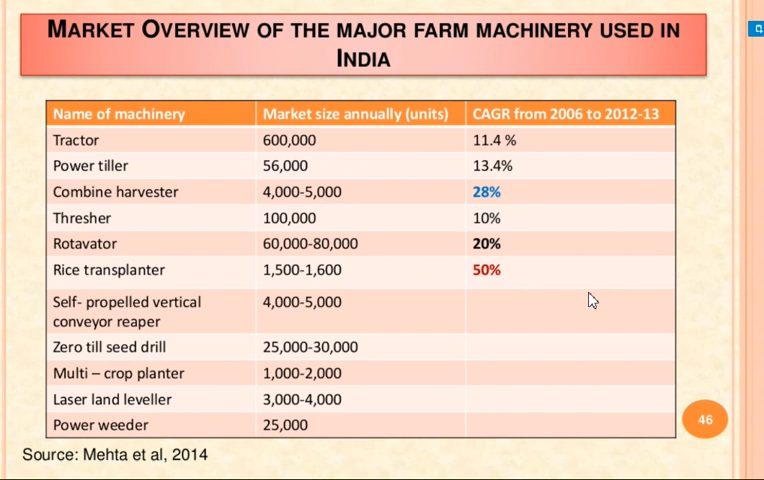 MARKET OVERVIEW OF THE MAJOR FARM MACHINERY USED IN
INDIA
Name of machinery Market size annually (units) CAGR from 2006 to 2012-13
Tractor 600,000 11.4 %
Power tiller 56,000 13.4%
Combine harvester 4,000-5,000 28%
Thresher 100,000 10%
Rotavator 60,000-80,000 20%
Rice transplanter 1,500-1,600 50%
Self- propelled vertical 4,000-5,000
conveyor reaper
Zero till seed drill 25,000-30,000
Multi – crop planter 1,000-2,000
Laser land leveller 3,000-4,000
Power weeder 25,000
46
Source: Mehta et al, 2014